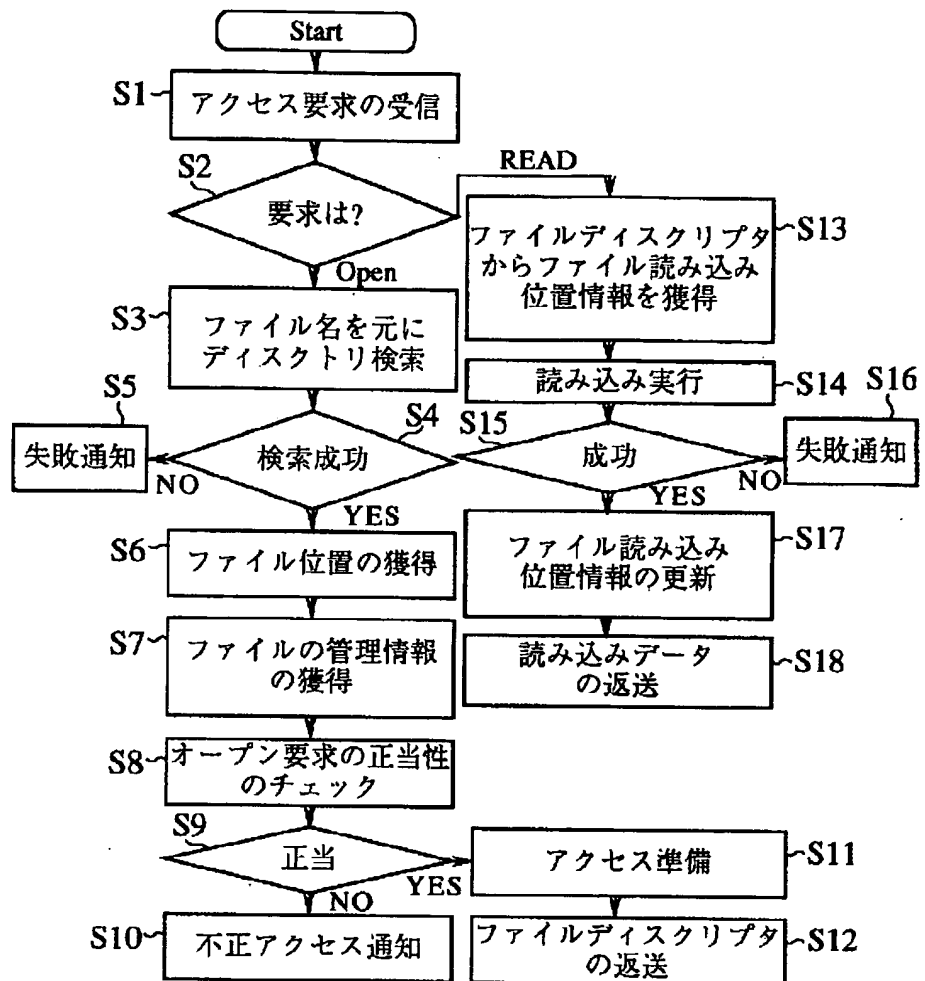 Start
S1
アクセス要求の受信
S2
要求は?
READ
Open
S3
ファイル名を元に
ディスクトリ検索
S4
検索成功
NO
YES
S5
失敗通知
S6
ファイル位置の獲得
S7
ファイルの管理情報
の獲得
S8
オープン要求の正当性
のチェック
S9
正当
YES
NO
S10
不正アクセス通知
S11
アクセス準備
S12
ファイルディスクリプタ
の返送
S13
ファイルディスクリプタ
からファイル読み込み
位置情報を獲得
S14
読み込み実行
S15
成功
YES
NO
S16
失敗通知
S17
ファイル読み込み
位置情報の更新
S18
読み込みデータ
の返送